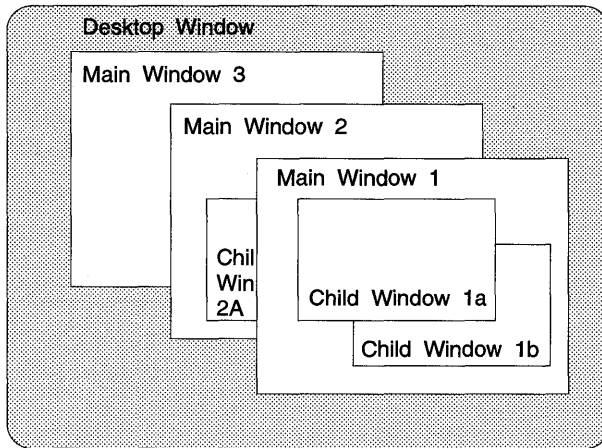 Desktop Window
Main Window 3
Main Window 2
Main Window 1
Chil
Win
2A
Child Window 1a
Child Window 1b